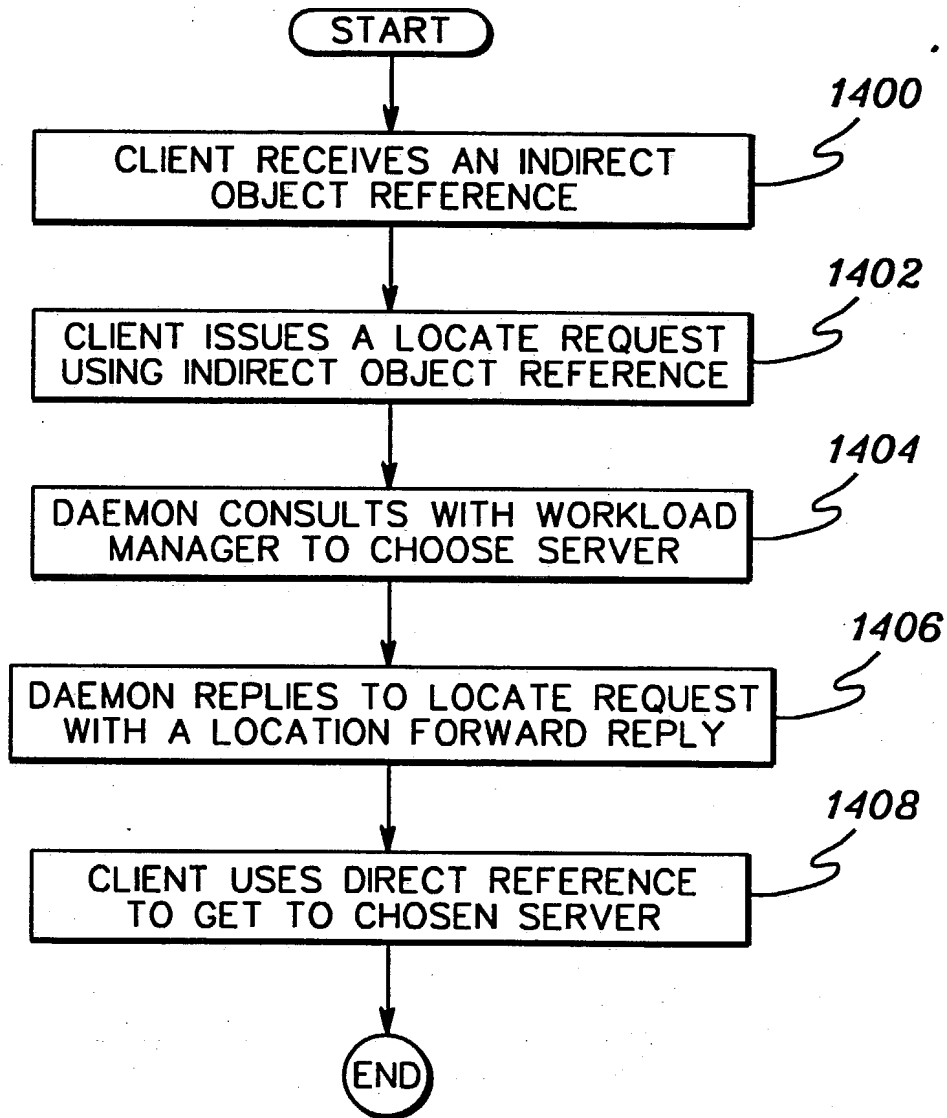 START
1400
CLIENT RECEIVES AN INDIRECT
OBJECT REFERENCE
1402
CLIENT ISSUES A LOCATE REQUEST
USING INDIRECT OBJECT REFERENCE
1404
DAEMON CONSULTS WITH WORKLOAD
MANAGER TO CHOOSE SERVER
1406
DAEMON REPLIES TO LOCATE REQUEST
WITH A LOCATION FORWARD REPLY
1408
CLIENT USES DIRECT REFERENCE
TO GET TO CHOSEN SERVER
END